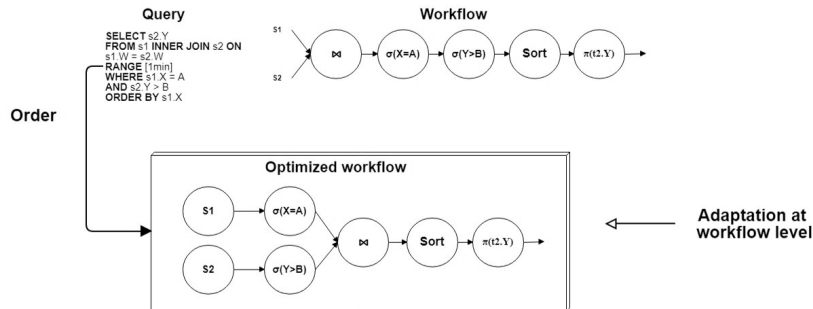 Query
SELECT s2.Y
FROM s1 INNER JOIN s2 ON
s1.W = s2.W
RANGE [1min]
WHERE s1.X = A
AND s2.Y > B
ORDER BY s1.X
Workflow
S1
S2
⋈
σ(X=A)
σ(Y>B)
Sort
π(t2.Y)
Order
Optimized workflow
S1
σ(X=A)
S2
σ(Y>B)
⋈
Sort
π(t2.Y)
Adaptation at
workflow level